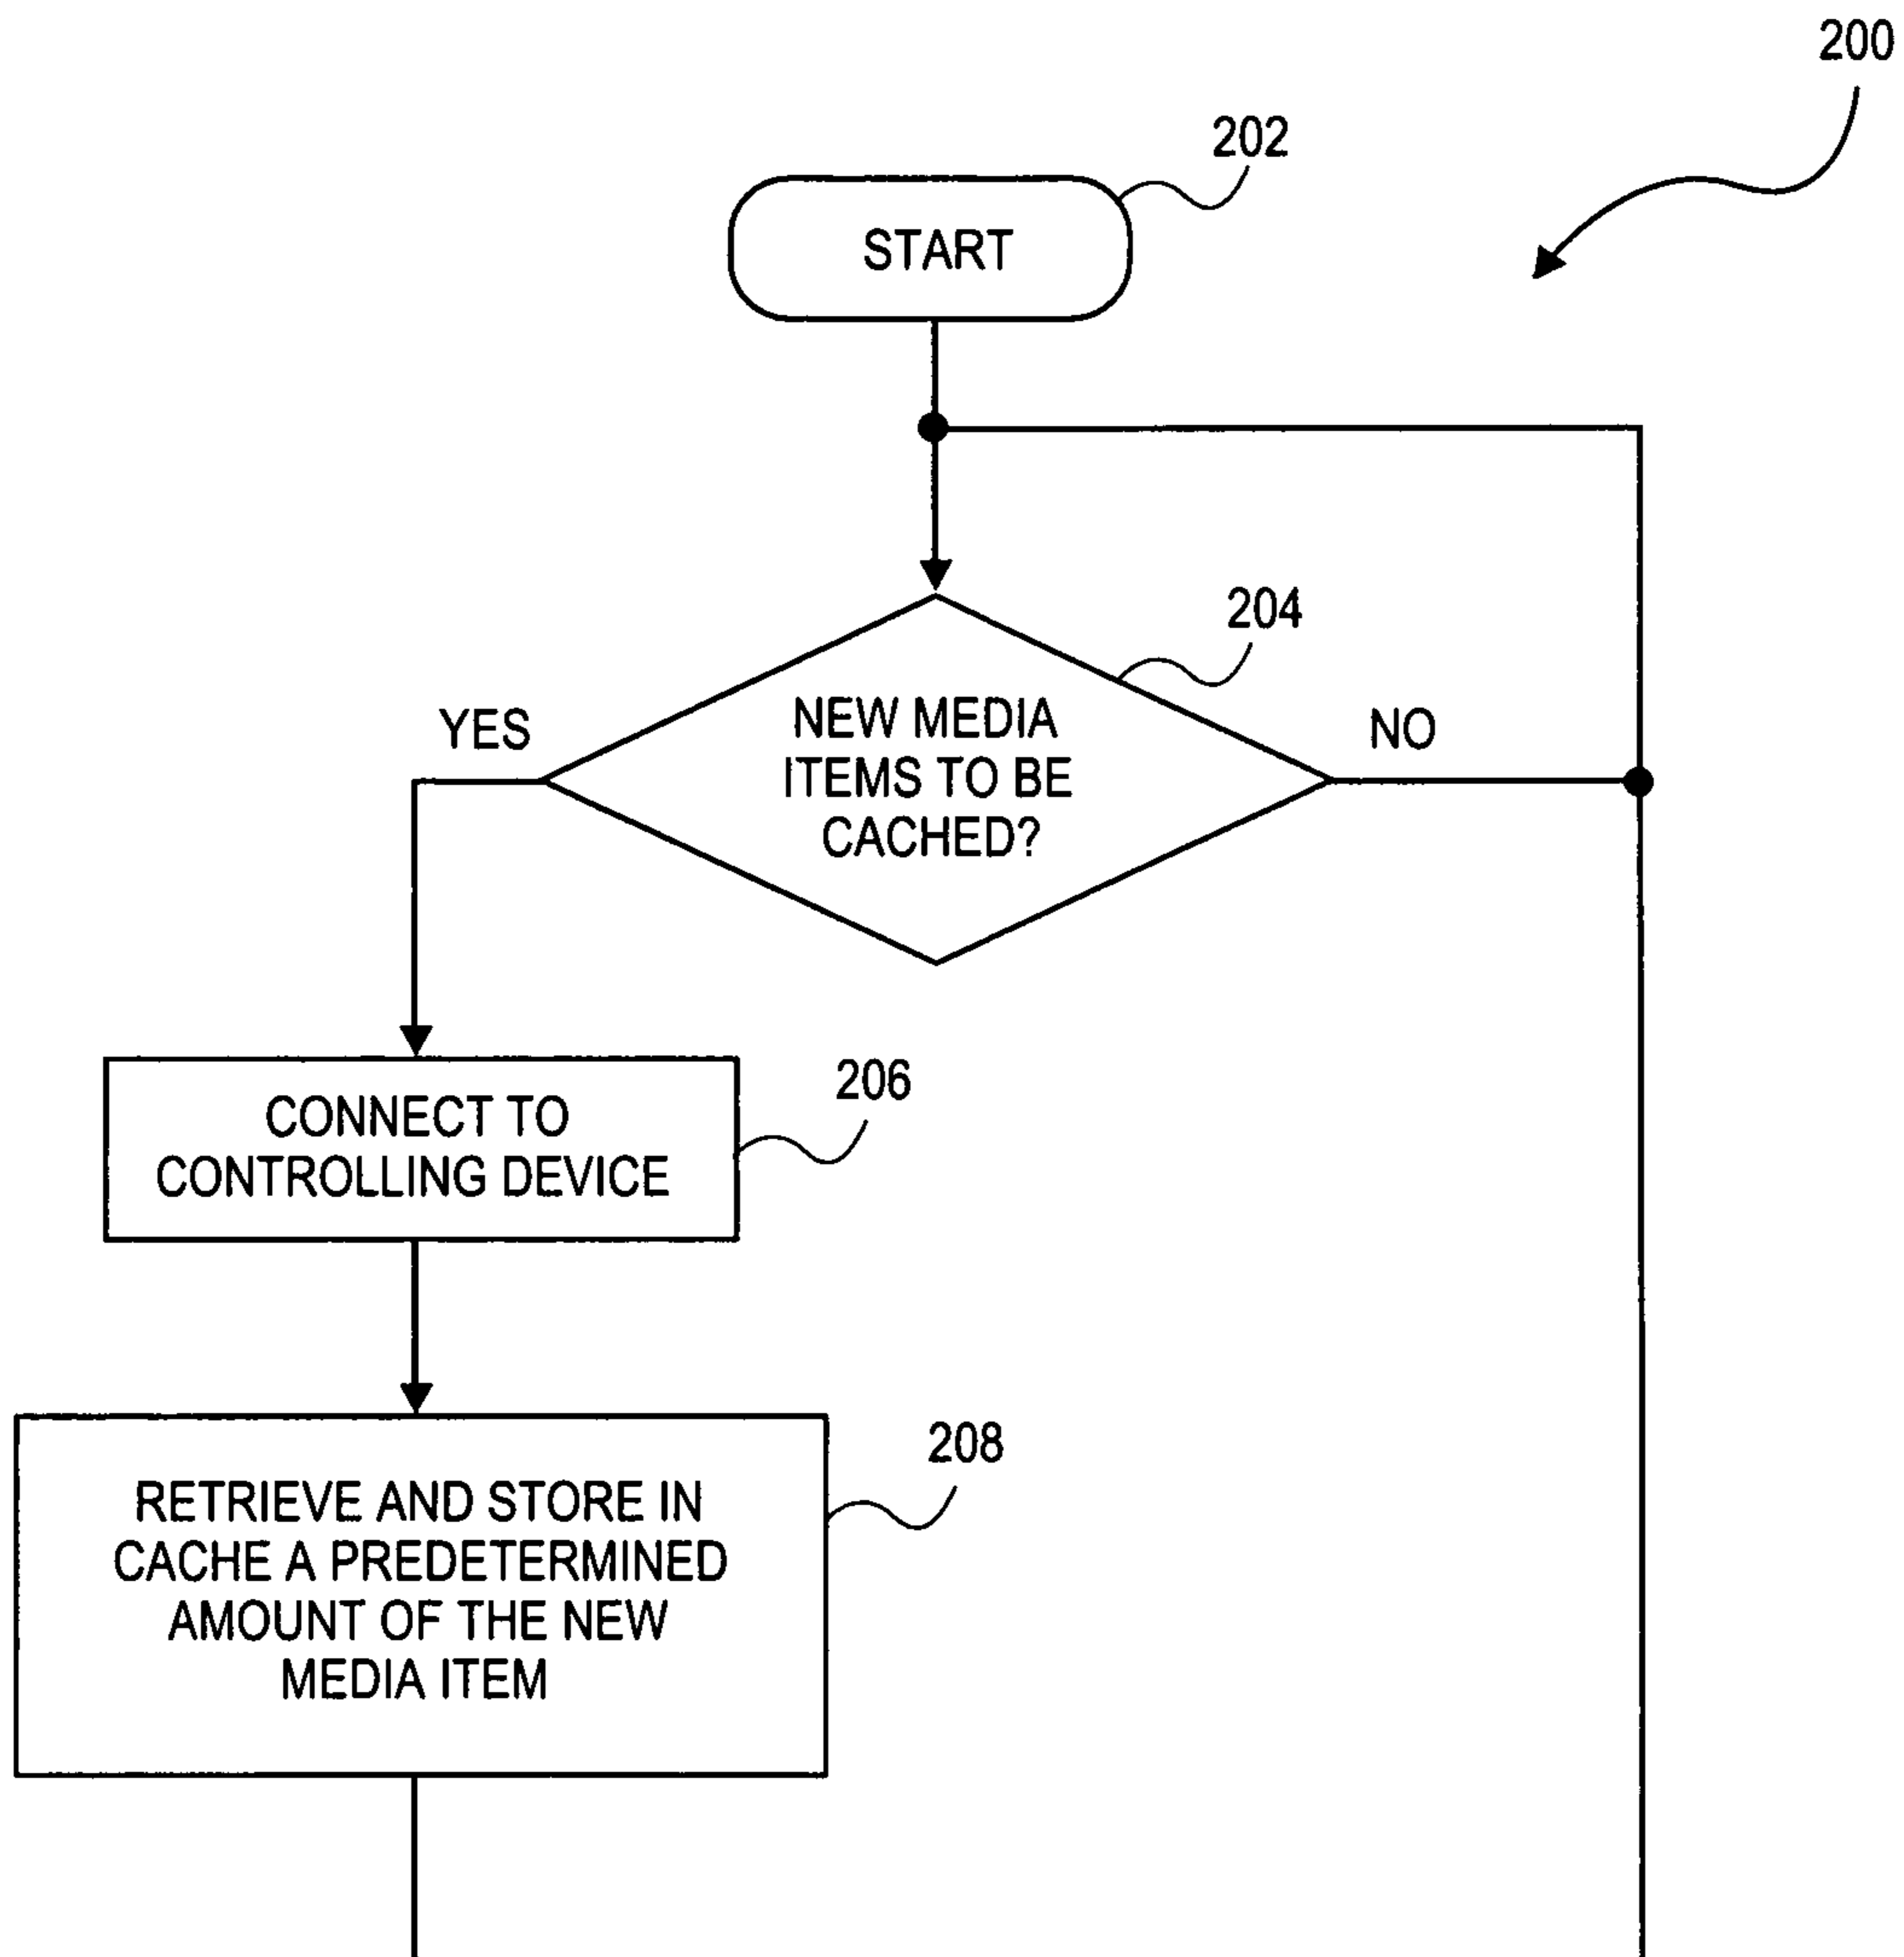 200
202
START
204
NEW MEDIA
ITEMS TO BE
CACHED?
YES
NO
206
CONNECT TO
CONTROLLING DEVICE
208
RETRIEVE AND STORE IN
CACHE A PREDETERMINED
AMOUNT OF THE NEW
MEDIA ITEM